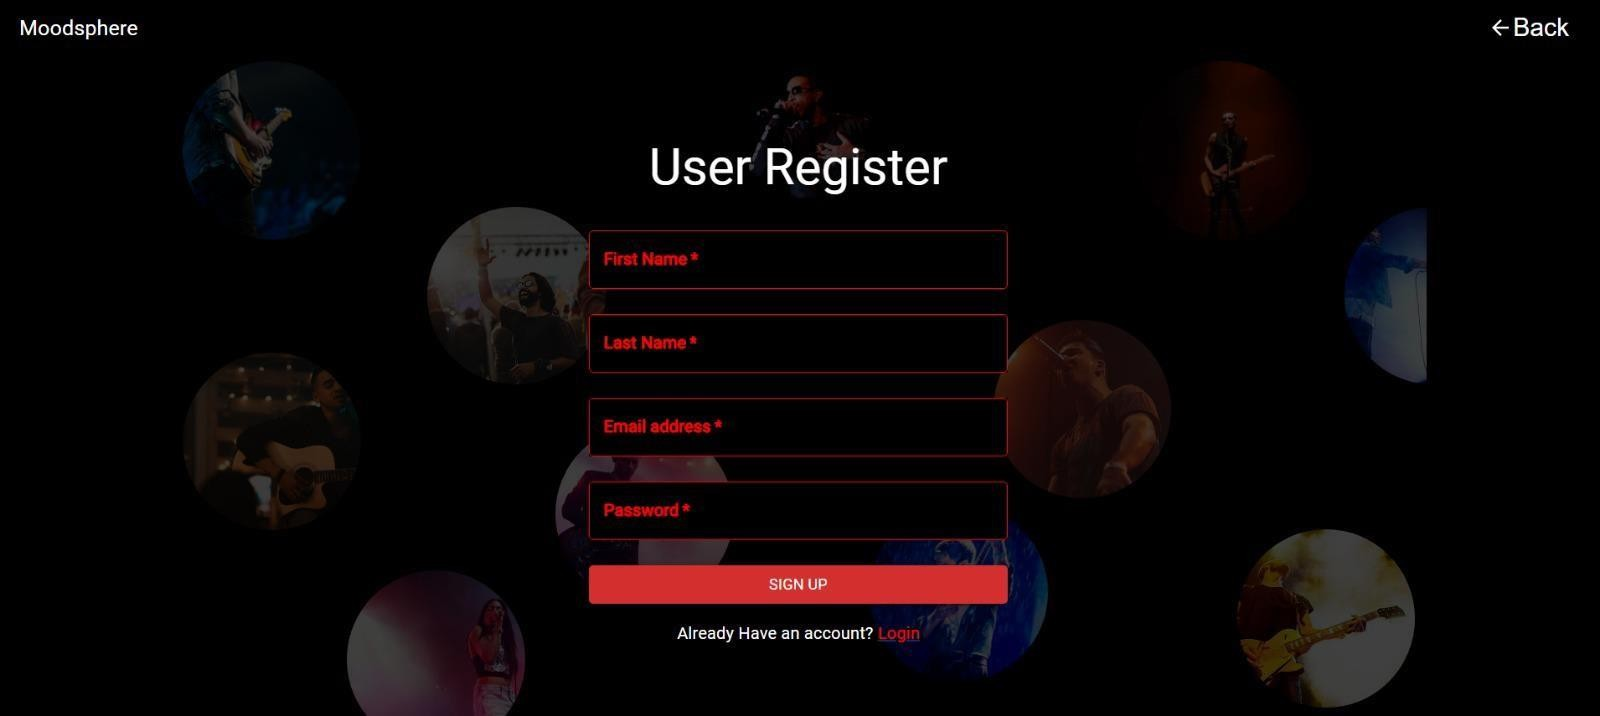 Moodsphere
←Back
User Register
First Name *
Last Name *
Email address *
Password *
SIGN UP
Already Have an account? Login